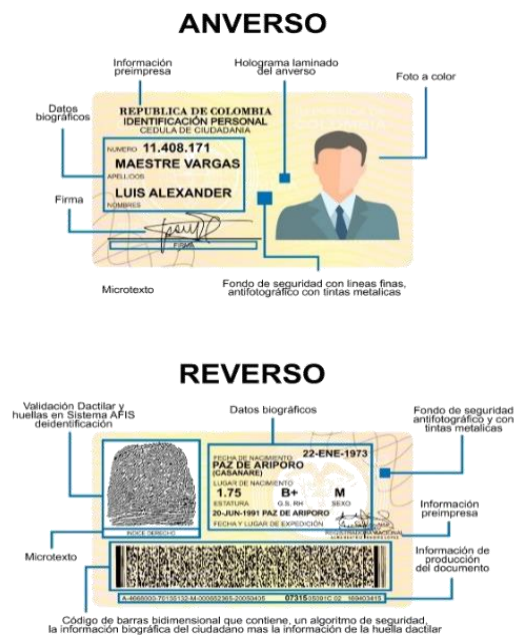 ANVERSO
Información
preimpresa
Holograma laminado
del anverso
Foto a color
Datos
biográficos
REPUBLICA DE COLOMBIA
IDENTIFICACIÓN PERSONAL
CEDULA DE CIUDADANIA
NUMERO 11.408.171
MAESTRE VARGAS
APELLIDOS
LUIS ALEXANDER
NOMBRES
Firma
FIRMA
Microtexto
Fondo de seguridad con lineas finas,
antifotográfico con tintas metalicas
REVERSO
Validación Dactilar y
huellas en Sistema AFIS
deidentificación
Datos biográficos
Fondo de seguridad
antifotográfico y con
tintas metalicas
FECHA DE NACIMIENTO 22-ENE-1973
PAZ DE ARIPORO
(CASANARE)
LUGAR DE NACIMIENTO
1.75 B+ M
ESTATURA G.S. RH SEXO
20-JUN-1991 PAZ DE ARIPORO
FECHA Y LUGAR DE EXPEDICIÓN
INDICE DERECHO
REGISTRADOR NACIONAL
Información
preimpresa
Microtexto
Información de
producción
del documento
07315
Código de barras bidimensional que contiene, un algoritmo de seguridad,
la información biográfica del ciudadano mas la información de la huella dactilar